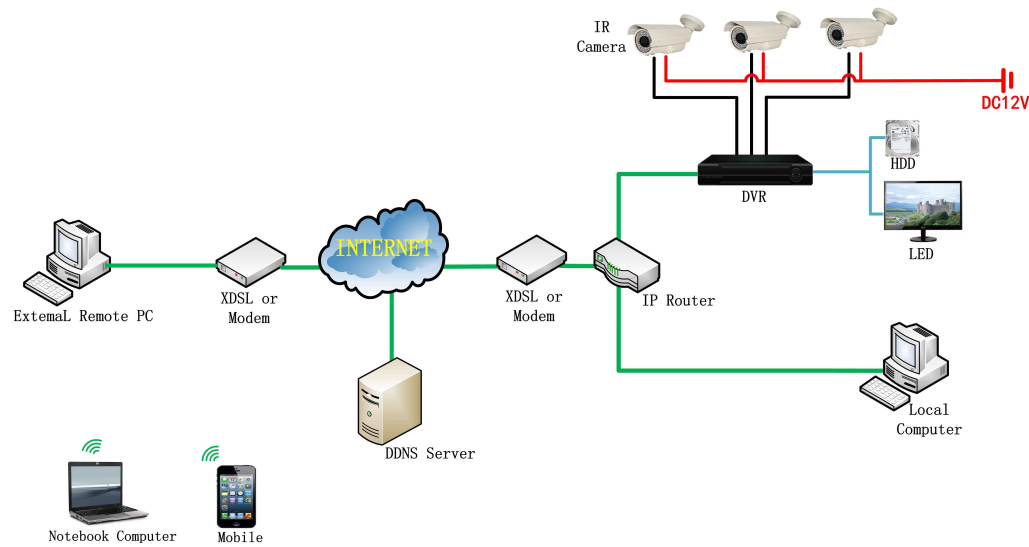 IR
Camera
DC12V
HDD
DVR
LED
INTERNET
XDSL or
Modem
XDSL or
Modem
IP Router
ExtemaL Remote PC
Local
Computer
DDNS Server
Notebook Computer
Mobile